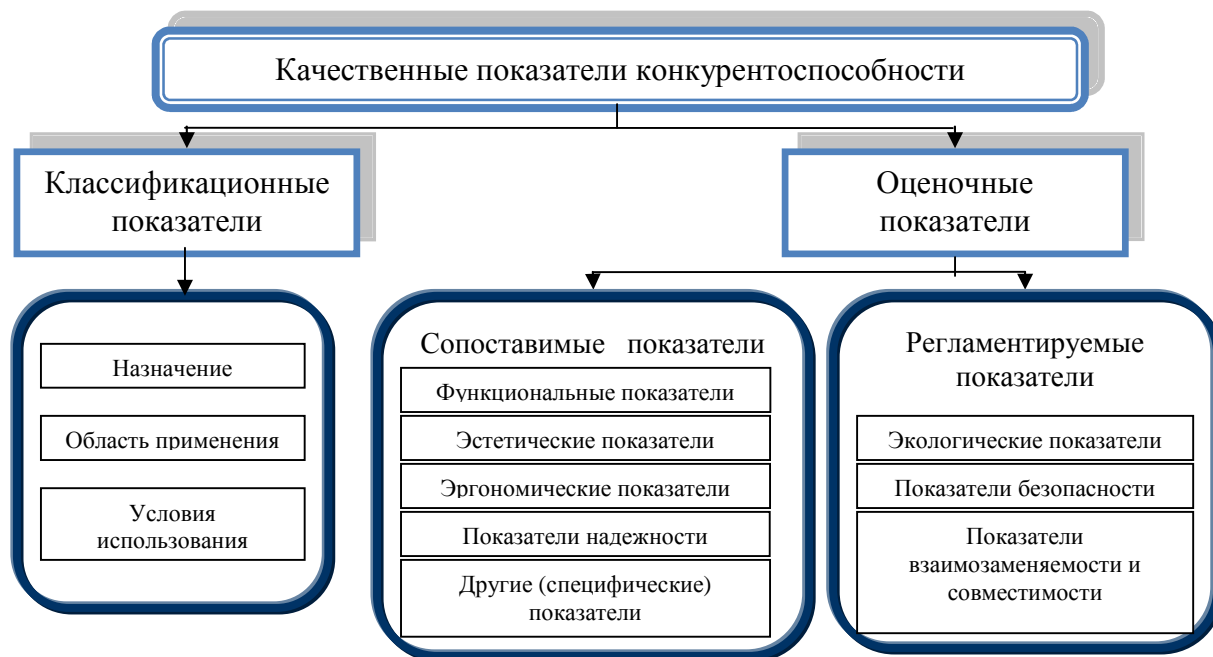 Качественные показатели конкурентоспособности
Классификационные
показатели
Оценочные
показатели
Назначение
Область применения
Условия
использования
Сопоставимые показатели
Функциональные показатели
Эстетические показатели
Эргономические показатели
Показатели надежности
Другие (специфические)
показатели
Регламентируемые
показатели
Экологические показатели
Показатели безопасности
Показатели
взаимозаменяемости и
совместимости